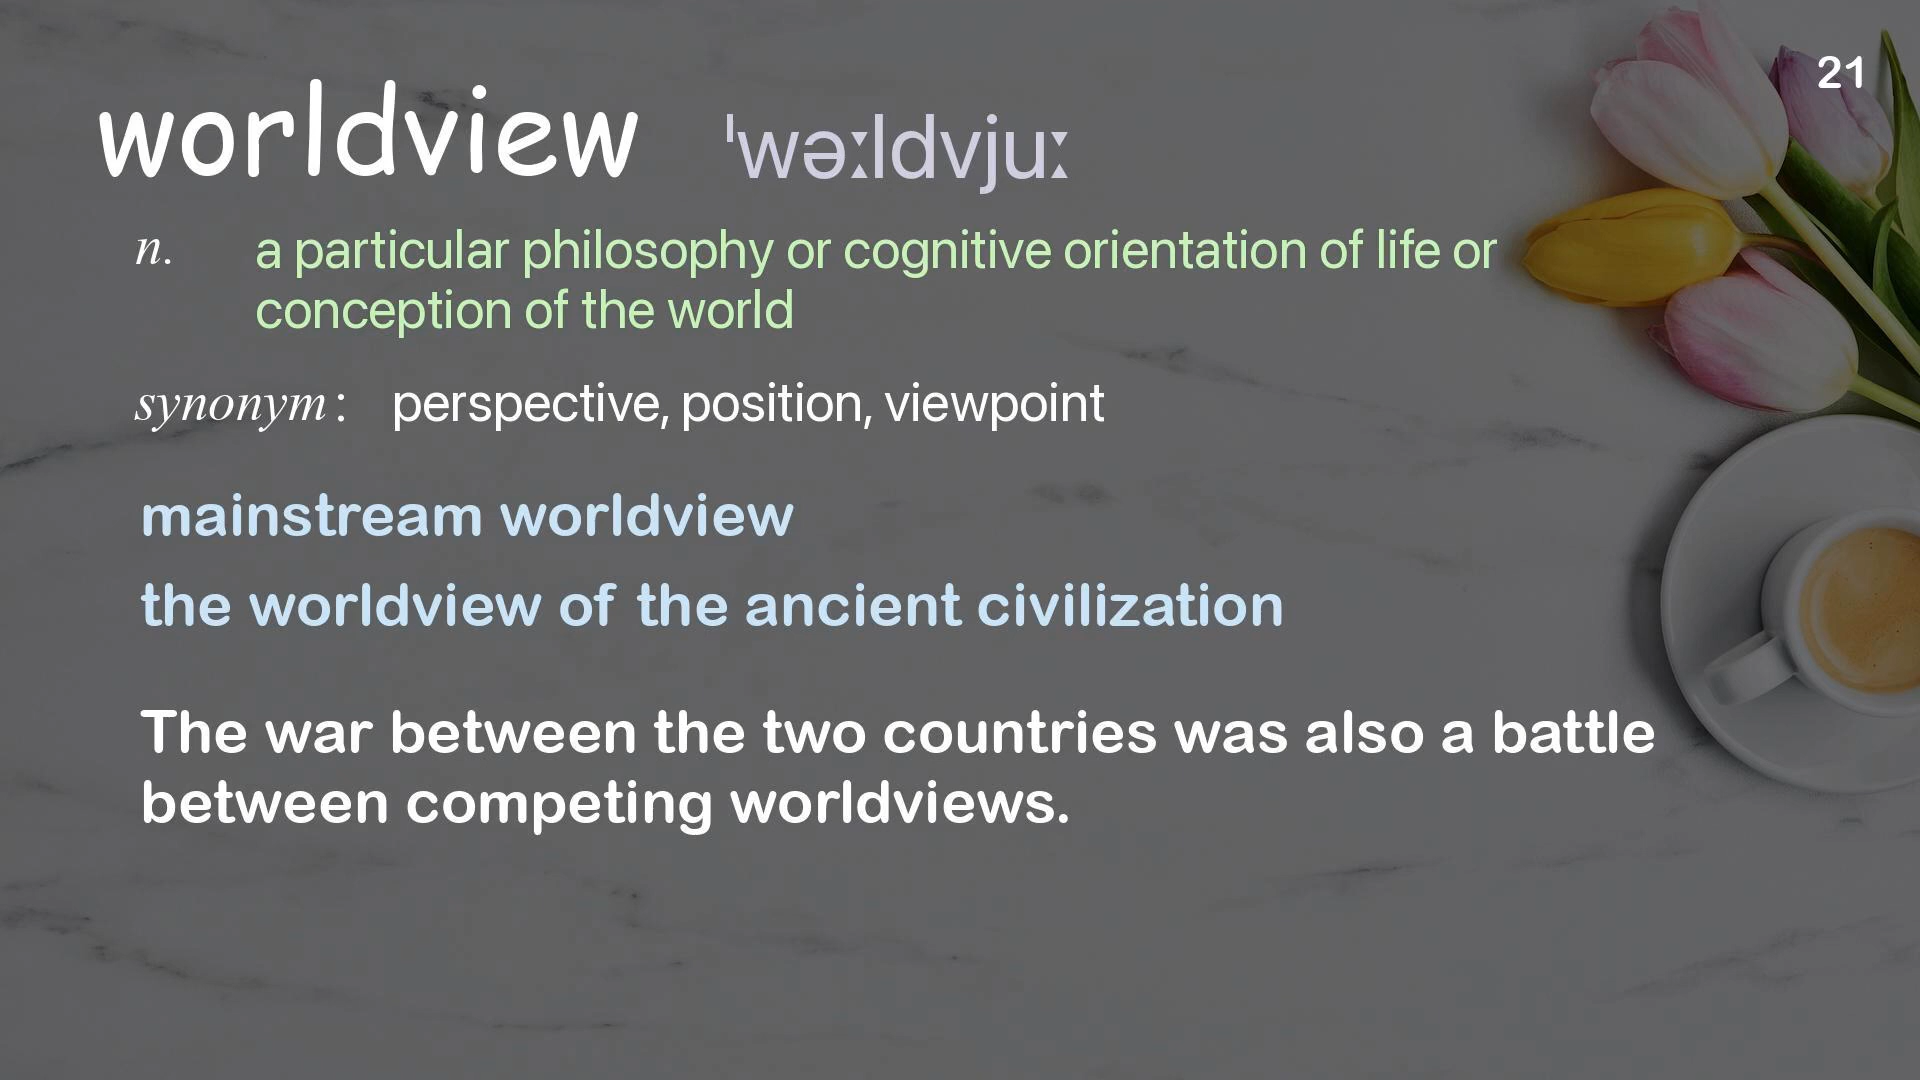 21
worldview ˈwəːldvjuː
n. a particular philosophy or cognitive orientation of life or
conception of the world
synonym: perspective, position, viewpoint
mainstream worldview
the worldview of the ancient civilization
The war between the two countries was also a battle
between competing worldviews.